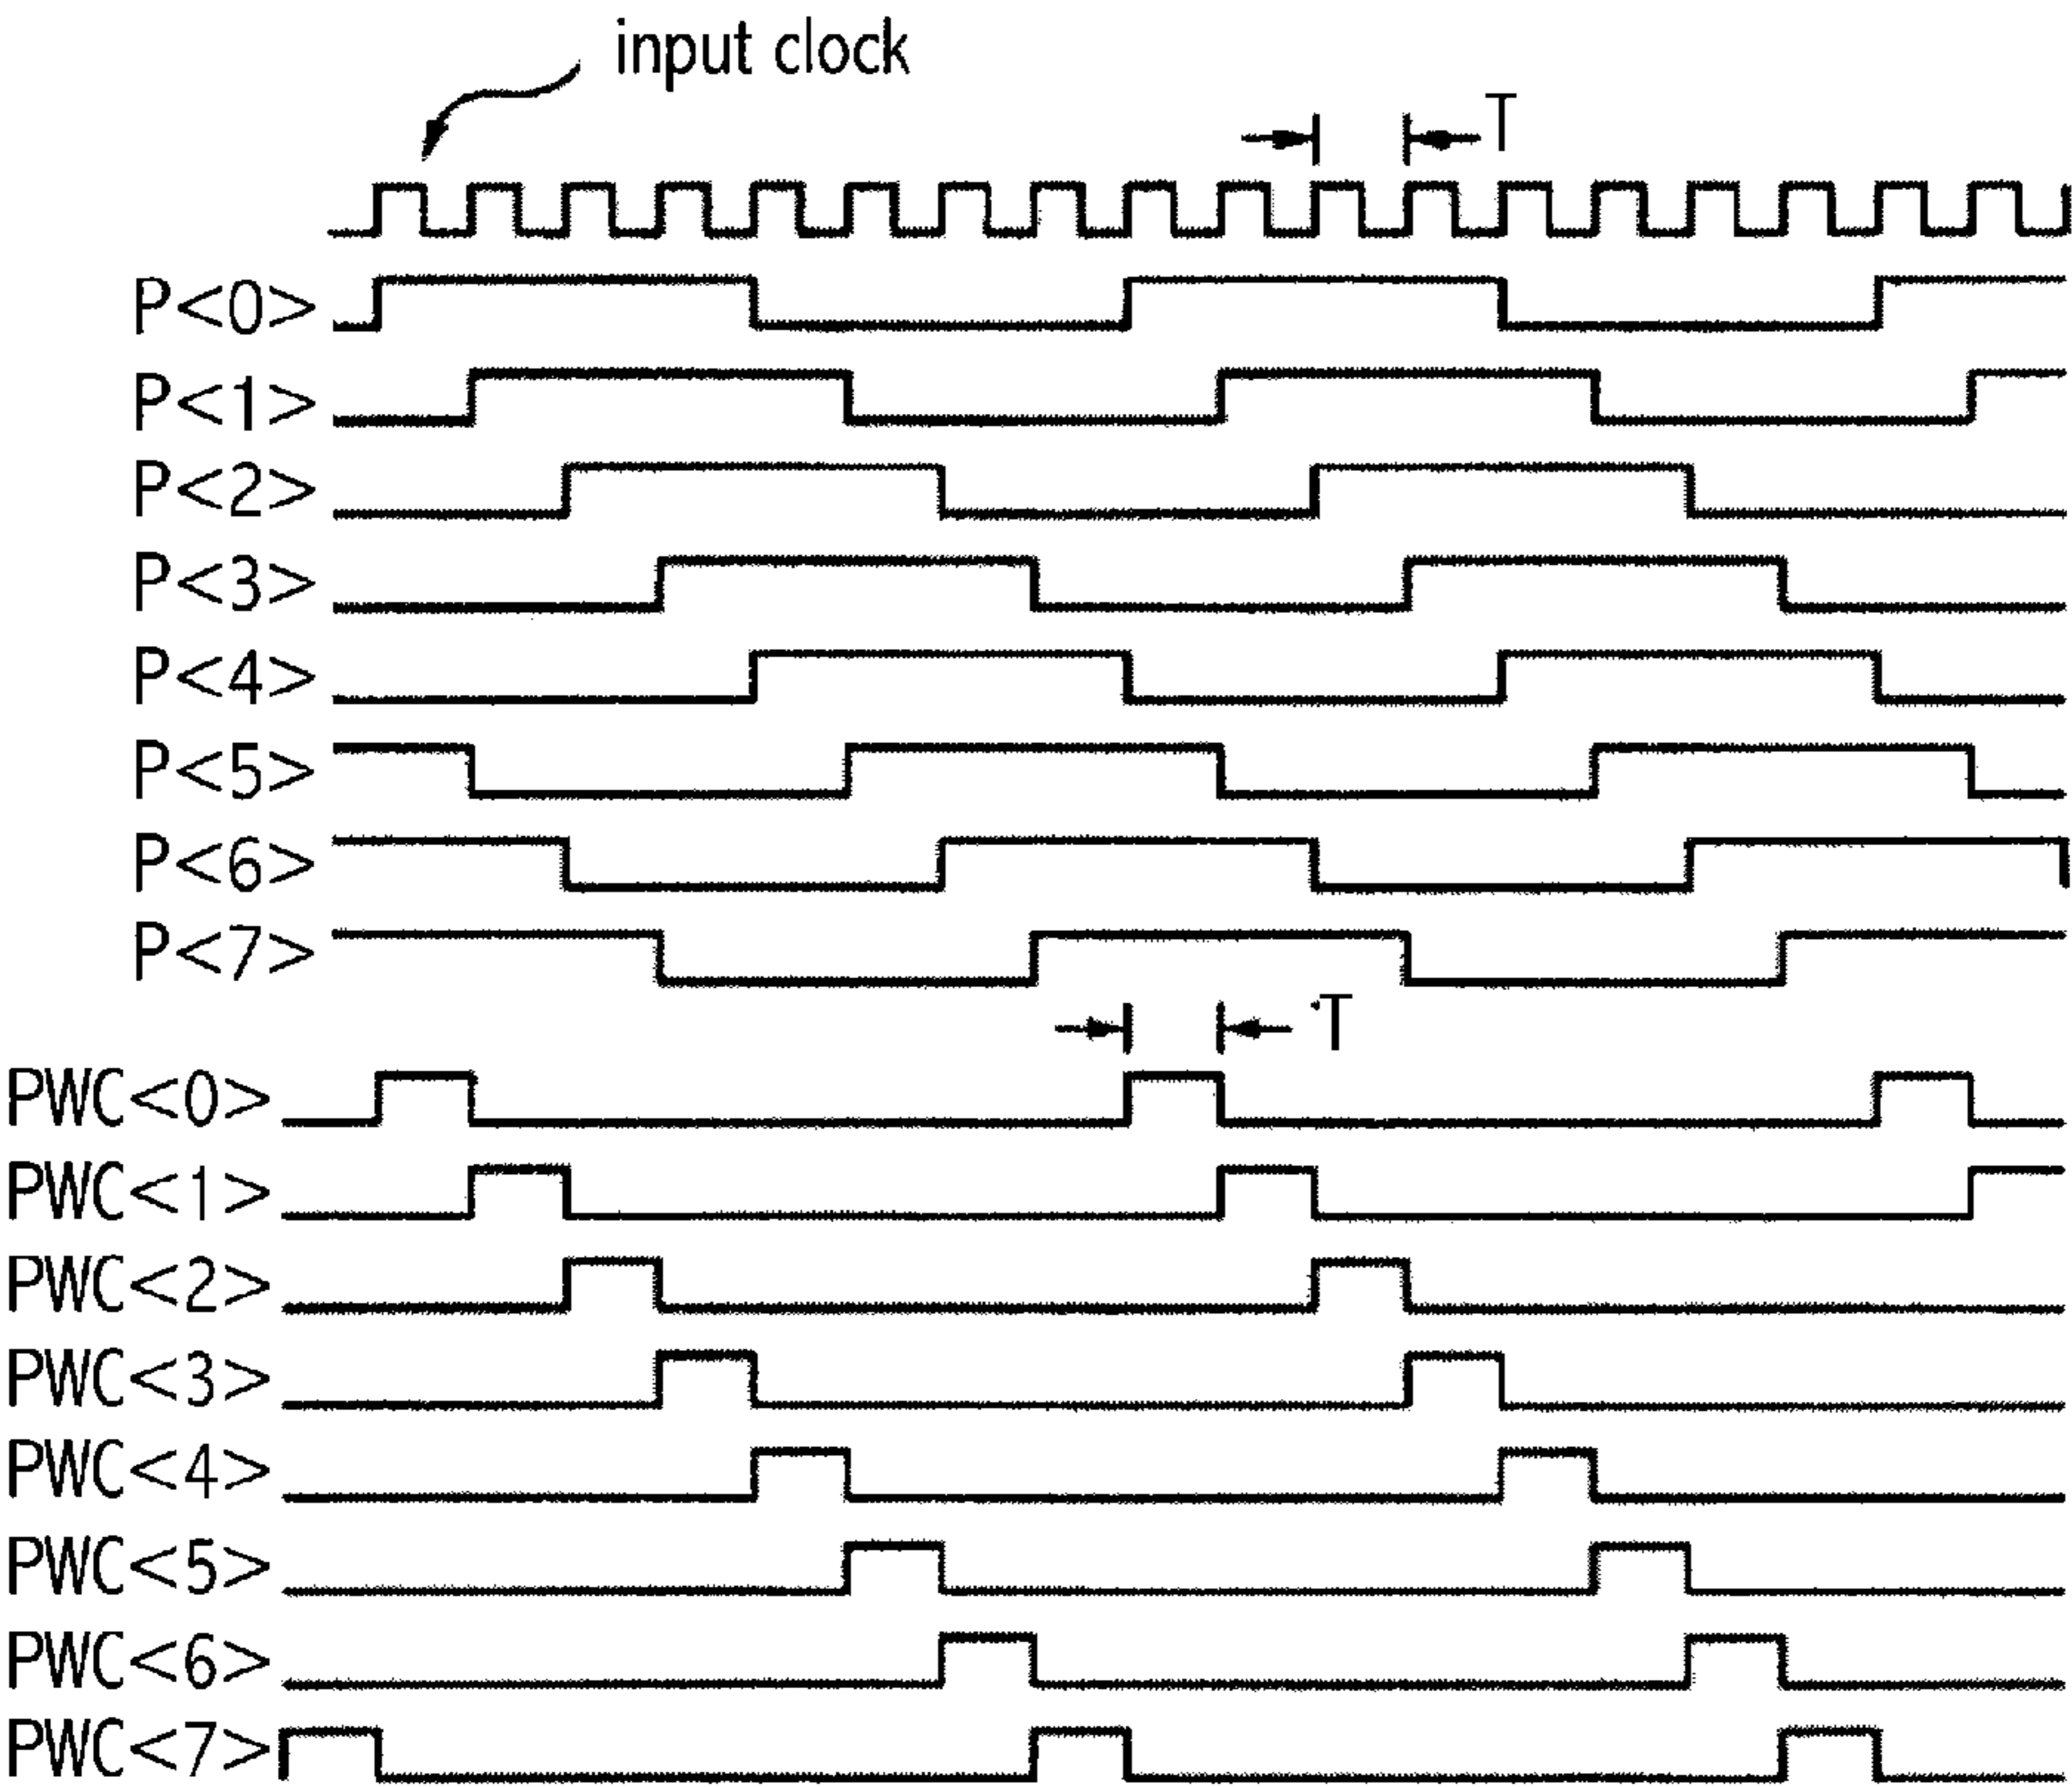 input clock
T
P<0>
P<1>
P<2>
P<3>
P<4>
P<5>
P<6>
P<7>
T
PWC<0>
PWC<1>
PWC<2>
PWC<3>
PWC<4>
PWC<5>
PWC<6>
PWC<7>